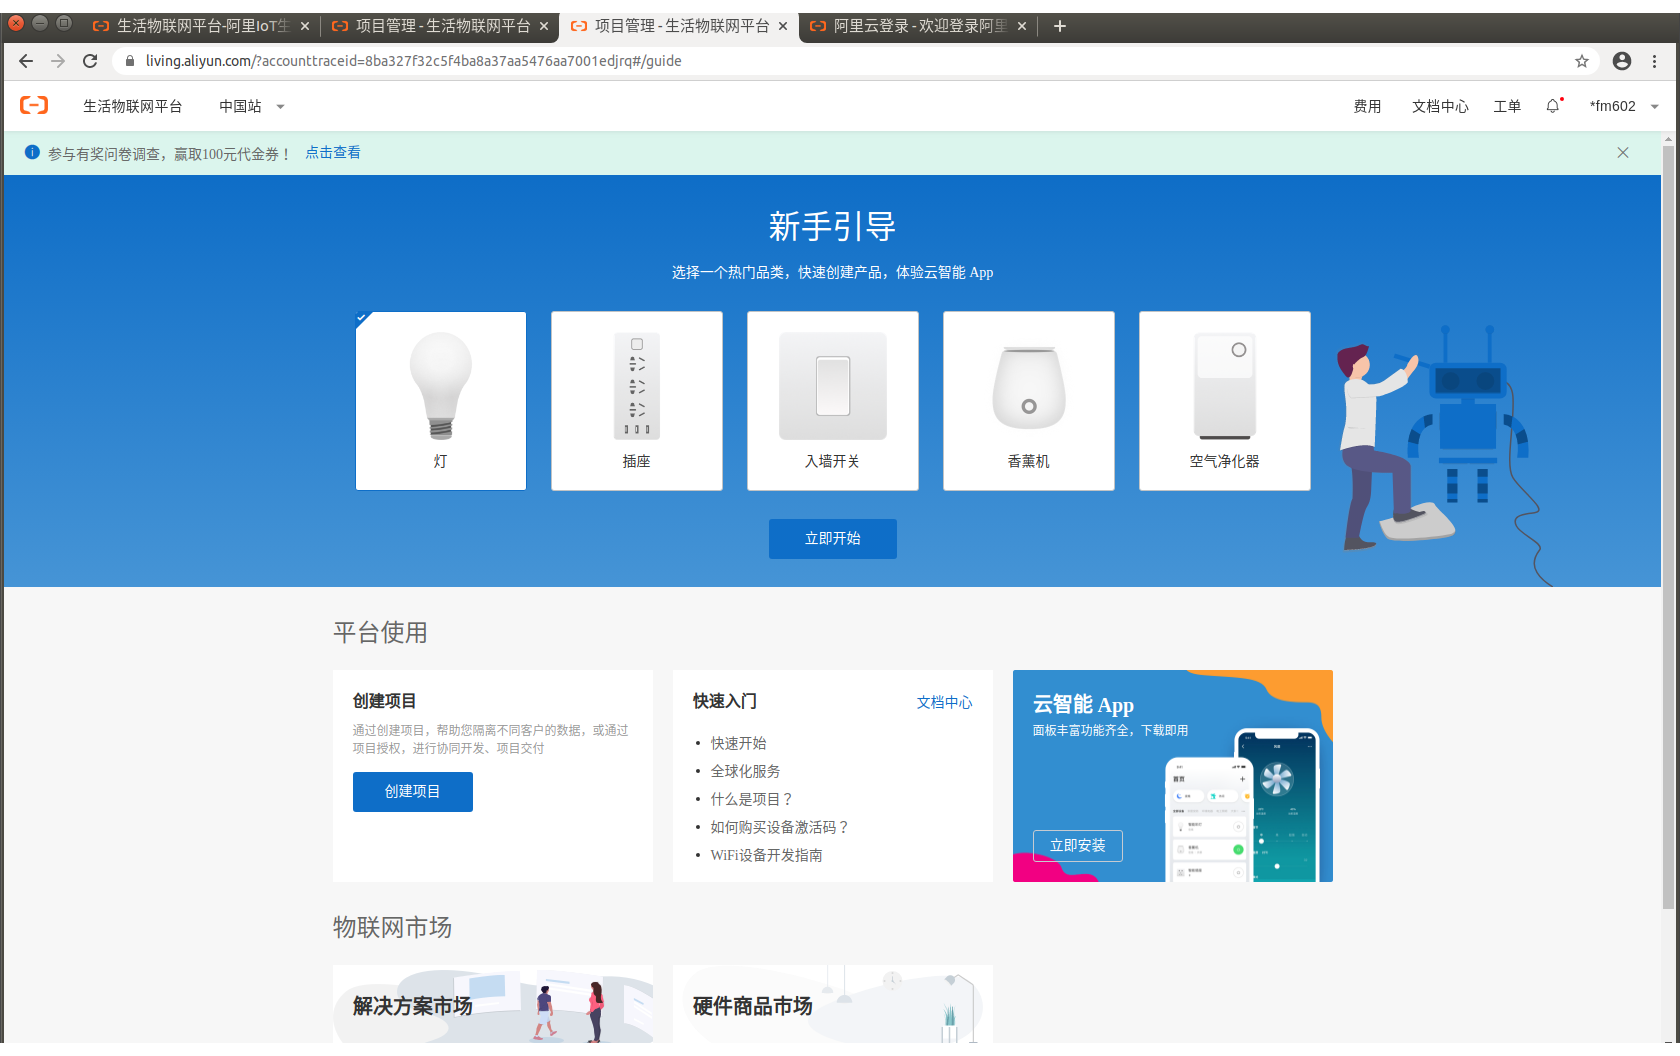 生活物联网平台-阿里IoT生
项目管理 - 生活物联网平台
项目管理 - 生活物联网平台
阿里云登录 - 欢迎登录阿里
living.aliyun.com/?accounttraceid=8ba327f32c5f4ba8a37aa5476aa7001edjrq#/guide
生活物联网平台 中国站 费用 文档中心 工单 *fm602
参与有奖问卷调查，赢取100元代金券！ 点击查看
新手引导
选择一个热门品类，快速创建产品，体验云智能 App
灯 插座 入墙开关 香薰机 空气净化器
立即开始
平台使用
创建项目
通过创建项目，帮助您隔离不同客户的数据，或通过
项目授权，进行协同开发、项目交付
创建项目
快速入门 文档中心
• 快速开始
• 全球化服务
• 什么是项目？
• 如何购买设备激活码？
• WiFi设备开发指南
云智能 App
面板丰富功能齐全，下载即用
首页
立即安装
物联网市场
解决方案市场
硬件商品市场